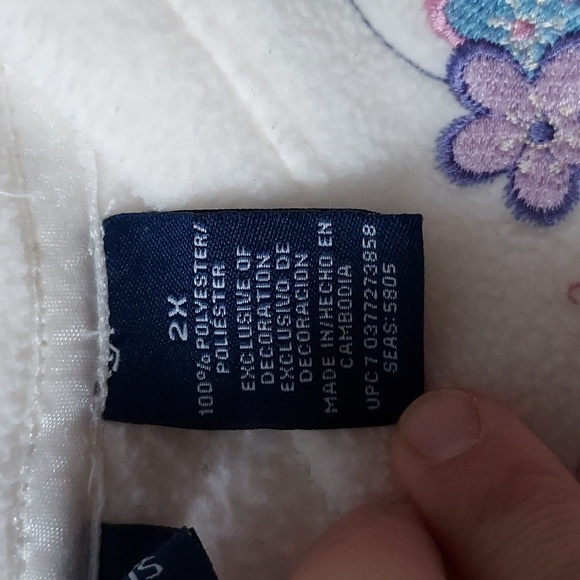 2X
100% POLYESTER/
POLIESTER
EXCLUSIVE OF
DECORATION
EXCLUSIVO DE
DECORACION
MADE IN/HECHO EN
CAMBODIA
UPC 7 0377273858
SEAS: 5805